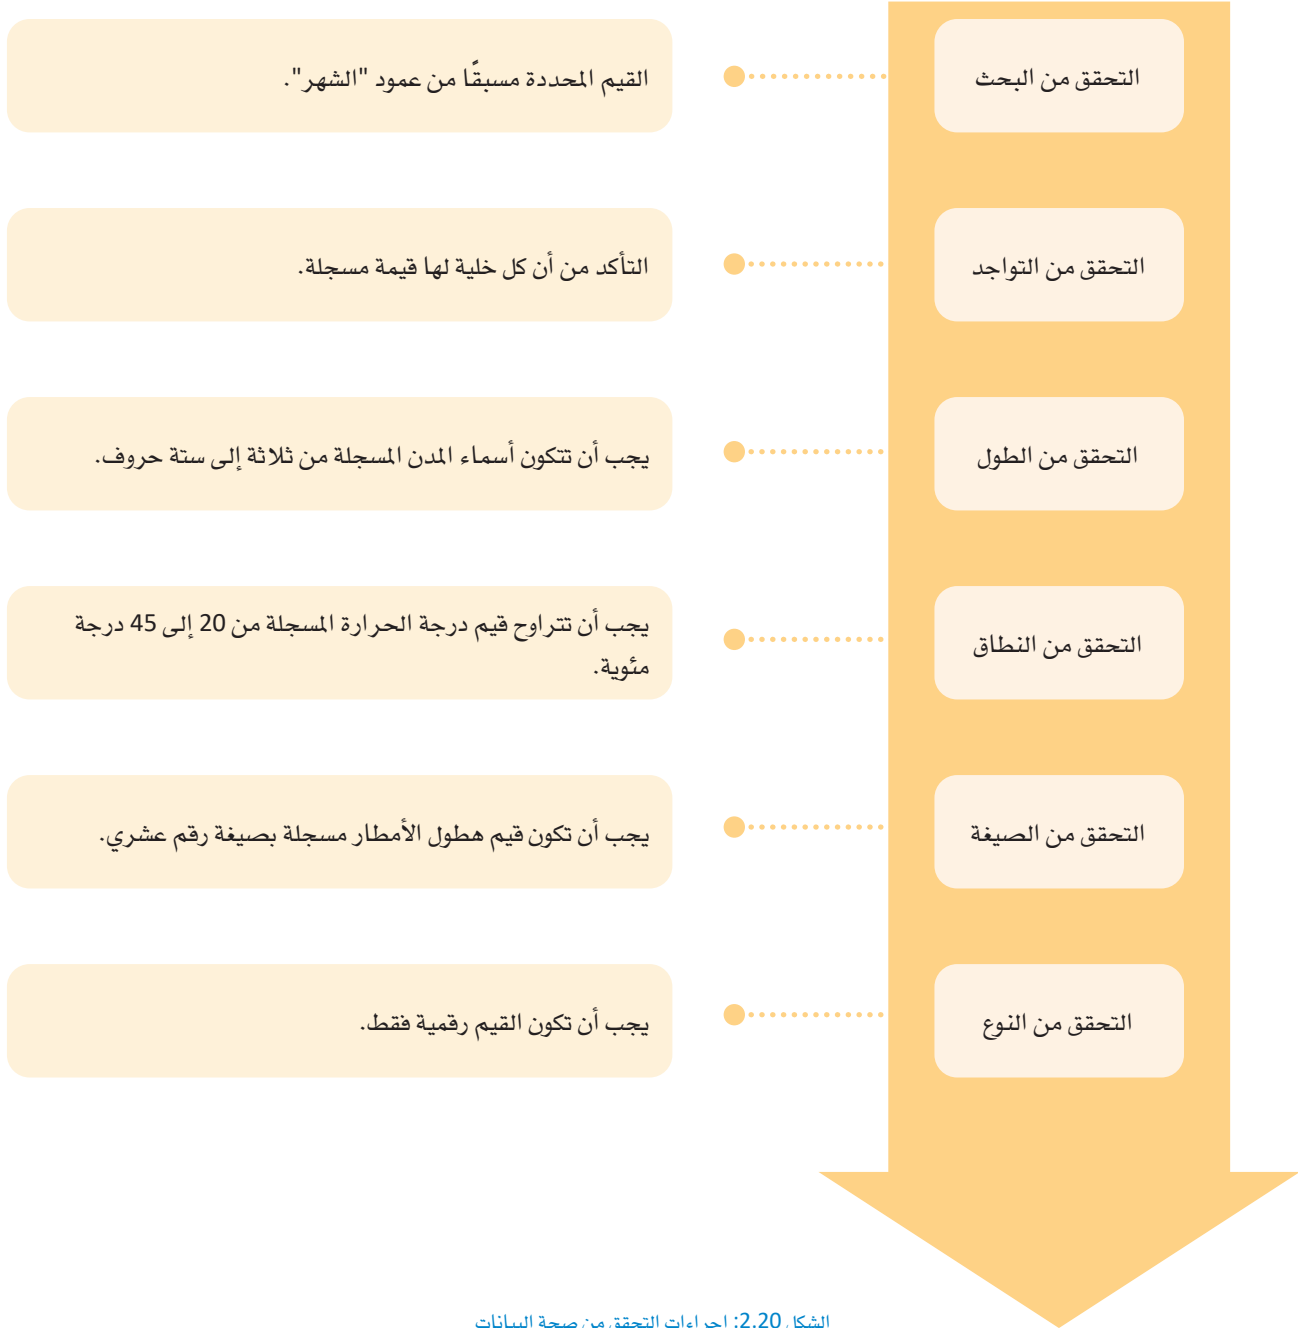 التحقق من البحث
القيم المحددة مسبقًا من عمود "الشهر".
التحقق من التواجد
التأكد من أن كل خلية لها قيمة مسجلة.
التحقق من الطول
يجب أن تتكون أسماء المدن المسجلة من ثلاثة إلى ستة حروف.
التحقق من النطاق
يجب أن تتراوح قيم درجة الحرارة المسجلة من 20 إلى 45 درجة
مئوية.
التحقق من الصيغة
يجب أن تكون قيم هطول الأمطار مسجلة بصيغة رقم عشري.
التحقق من النوع
يجب أن تكون القيم رقمية فقط.
الشكل 2.20: إجراءات التحقق من صحة البيانات